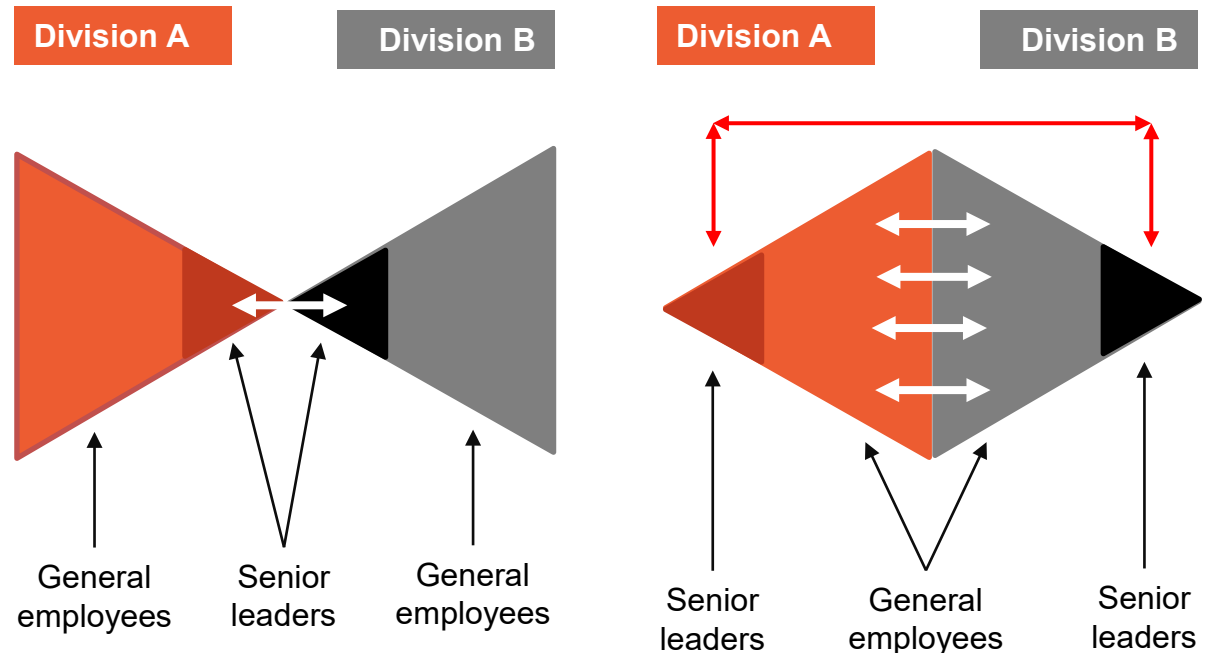 Division A
Division B
General
employees
Senior
leaders
General
employees
Division A
Division B
Senior
leaders
General
employees
Senior
leaders